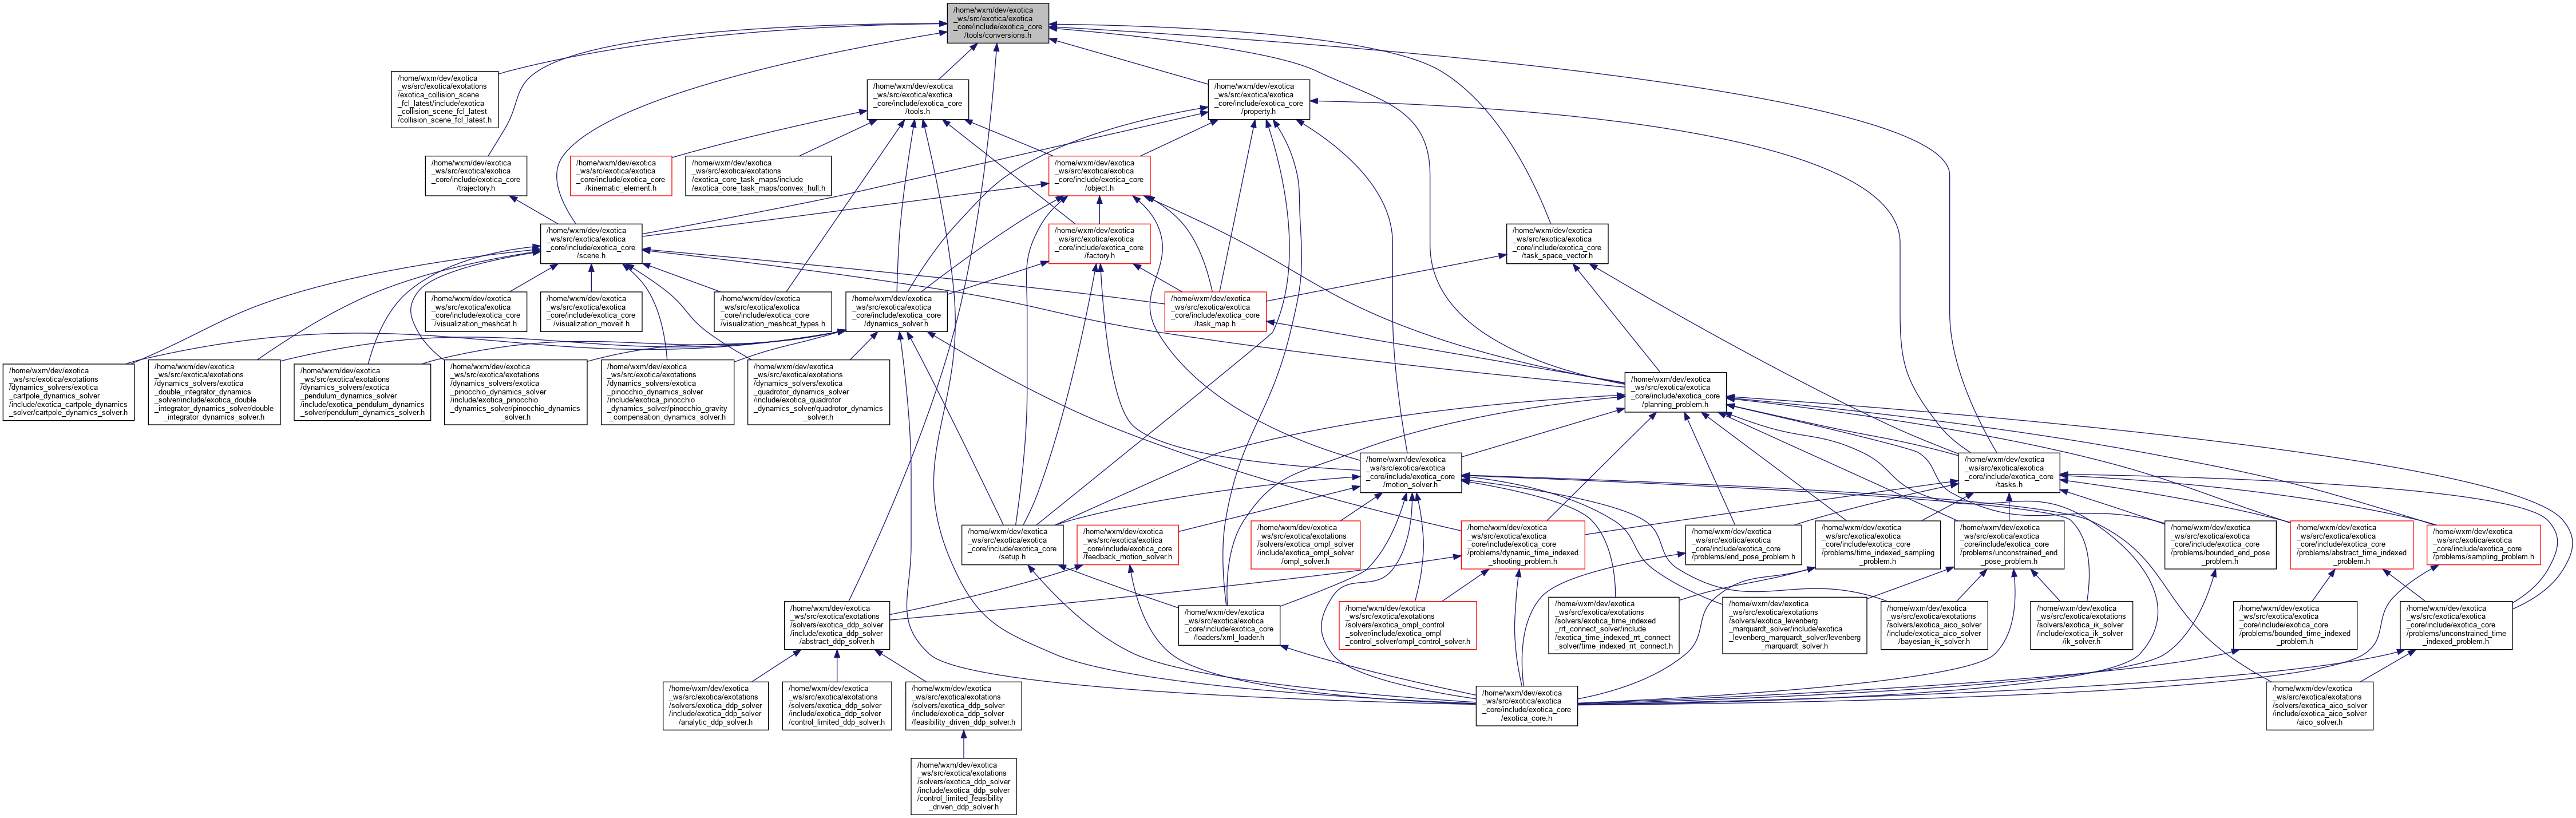 /home/wxm/dev/exotica
_ws/src/exotica/exotica
_core/include/exotica_core
/tools/conversions.h
/home/wxm/dev/exotica
_ws/src/exotica/exotations
/exotica_collision_scene
_fcl_latest/include/exotica
_collision_scene_fcl_latest
/collision_scene_fcl_latest.h
/home/wxm/dev/exotica
_ws/src/exotica/exotica
_core/include/exotica_core
/tools.h
/home/wxm/dev/exotica
_ws/src/exotica/exotica
_core/include/exotica_core
/property.h
/home/wxm/dev/exotica
_ws/src/exotica/exotica
_core/include/exotica_core
/trajectory.h
/home/wxm/dev/exotica
_ws/src/exotica/exotica
_core/include/exotica_core
/kinematic_element.h
/home/wxm/dev/exotica
_ws/src/exotica/exotations
/exotica_core_task_maps/include
/exotica_core_task_maps/convex_hull.h
/home/wxm/dev/exotica
_ws/src/exotica/exotica
_core/include/exotica_core
/object.h
/home/wxm/dev/exotica
_ws/src/exotica/exotica
_core/include/exotica_core
/scene.h
/home/wxm/dev/exotica
_ws/src/exotica/exotica
_core/include/exotica_core
/factory.h
/home/wxm/dev/exotica
_ws/src/exotica/exotica
_core/include/exotica_core
/task_space_vector.h
/home/wxm/dev/exotica
_ws/src/exotica/exotica
_core/include/exotica_core
/visualization_meshcat.h
/home/wxm/dev/exotica
_ws/src/exotica/exotica
_core/include/exotica_core
/visualization_moveit.h
/home/wxm/dev/exotica
_ws/src/exotica/exotica
_core/include/exotica_core
/visualization_meshcat_types.h
/home/wxm/dev/exotica
_ws/src/exotica/exotica
_core/include/exotica_core
/dynamics_solver.h
/home/wxm/dev/exotica
_ws/src/exotica/exotica
_core/include/exotica_core
/task_map.h
/home/wxm/dev/exotica
_ws/src/exotica/exotations
/dynamics_solvers/exotica
_cartpole_dynamics_solver
/include/exotica_cartpole_dynamics
_solver/cartpole_dynamics_solver.h
/home/wxm/dev/exotica
_ws/src/exotica/exotations
/dynamics_solvers/exotica
_double_integrator_dynamics
_solver/include/exotica_double
_integrator_dynamics_solver/double
_integrator_dynamics_solver.h
/home/wxm/dev/exotica
_ws/src/exotica/exotations
/dynamics_solvers/exotica
_pendulum_dynamics_solver
/include/exotica_pendulum_dynamics
_solver/pendulum_dynamics_solver.h
/home/wxm/dev/exotica
_ws/src/exotica/exotations
/dynamics_solvers/exotica
_pinocchio_dynamics_solver
/include/exotica_pinocchio
_dynamics_solver/pinocchio_dynamics
_solver.h
/home/wxm/dev/exotica
_ws/src/exotica/exotations
/dynamics_solvers/exotica
_pinocchio_dynamics_solver
/include/exotica_pinocchio
_dynamics_solver/pinocchio_gravity
_compensation_dynamics_solver.h
/home/wxm/dev/exotica
_ws/src/exotica/exotations
/dynamics_solvers/exotica
_quadrotor_dynamics_solver
/include/exotica_quadrotor
_dynamics_solver/quadrotor_dynamics
_solver.h
/home/wxm/dev/exotica
_ws/src/exotica/exotica
_core/include/exotica_core
/planning_problem.h
/home/wxm/dev/exotica
_ws/src/exotica/exotica
_core/include/exotica_core
/motion_solver.h
/home/wxm/dev/exotica
_ws/src/exotica/exotica
_core/include/exotica_core
/tasks.h
/home/wxm/dev/exotica
_ws/src/exotica/exotica
_core/include/exotica_core
/setup.h
/home/wxm/dev/exotica
_ws/src/exotica/exotica
_core/include/exotica_core
/feedback_motion_solver.h
/home/wxm/dev/exotica
_ws/src/exotica/exotations
/solvers/exotica_ompl_solver
/include/exotica_ompl_solver
/ompl_solver.h
/home/wxm/dev/exotica
_ws/src/exotica/exotica
_core/include/exotica_core
/problems/dynamic_time_indexed
_shooting_problem.h
/home/wxm/dev/exotica
_ws/src/exotica/exotica
_core/include/exotica_core
/problems/end_pose_problem.h
/home/wxm/dev/exotica
_ws/src/exotica/exotica
_core/include/exotica_core
/problems/time_indexed_sampling
_problem.h
/home/wxm/dev/exotica
_ws/src/exotica/exotica
_core/include/exotica_core
/problems/unconstrained_end
_pose_problem.h
/home/wxm/dev/exotica
_ws/src/exotica/exotica
_core/include/exotica_core
/problems/bounded_end_pose
_problem.h
/home/wxm/dev/exotica
_ws/src/exotica/exotica
_core/include/exotica_core
/problems/abstract_time_indexed
_problem.h
/home/wxm/dev/exotica
_ws/src/exotica/exotica
_core/include/exotica_core
/problems/sampling_problem.h
/home/wxm/dev/exotica
_ws/src/exotica/exotations
/solvers/exotica_ddp_solver
/include/exotica_ddp_solver
/abstract_ddp_solver.h
/home/wxm/dev/exotica
_ws/src/exotica/exotica
_core/include/exotica_core
/loaders/xml_loader.h
/home/wxm/dev/exotica
_ws/src/exotica/exotations
/solvers/exotica_ompl_control
_solver/include/exotica_ompl
_control_solver/ompl_control_solver.h
/home/wxm/dev/exotica
_ws/src/exotica/exotations
/solvers/exotica_time_indexed
_rrt_connect_solver/include
/exotica_time_indexed_rrt_connect
_solver/time_indexed_rrt_connect.h
/home/wxm/dev/exotica
_ws/src/exotica/exotations
/solvers/exotica_levenberg
_marquardt_solver/include/exotica
_levenberg_marquardt_solver/levenberg
_marquardt_solver.h
/home/wxm/dev/exotica
_ws/src/exotica/exotations
/solvers/exotica_aico_solver
/include/exotica_aico_solver
/bayesian_ik_solver.h
/home/wxm/dev/exotica
_ws/src/exotica/exotations
/solvers/exotica_ik_solver
/include/exotica_ik_solver
/ik_solver.h
/home/wxm/dev/exotica
_ws/src/exotica/exotica
_core/include/exotica_core
/problems/bounded_time_indexed
_problem.h
/home/wxm/dev/exotica
_ws/src/exotica/exotica
_core/include/exotica_core
/problems/unconstrained_time
_indexed_problem.h
/home/wxm/dev/exotica
_ws/src/exotica/exotations
/solvers/exotica_ddp_solver
/include/exotica_ddp_solver
/analytic_ddp_solver.h
/home/wxm/dev/exotica
_ws/src/exotica/exotations
/solvers/exotica_ddp_solver
/include/exotica_ddp_solver
/control_limited_ddp_solver.h
/home/wxm/dev/exotica
_ws/src/exotica/exotations
/solvers/exotica_ddp_solver
/include/exotica_ddp_solver
/feasibility_driven_ddp_solver.h
/home/wxm/dev/exotica
_ws/src/exotica/exotica
_core/include/exotica_core
/exotica_core.h
/home/wxm/dev/exotica
_ws/src/exotica/exotations
/solvers/exotica_aico_solver
/include/exotica_aico_solver
/aico_solver.h
/home/wxm/dev/exotica
_ws/src/exotica/exotations
/solvers/exotica_ddp_solver
/include/exotica_ddp_solver
/control_limited_feasibility
_driven_ddp_solver.h